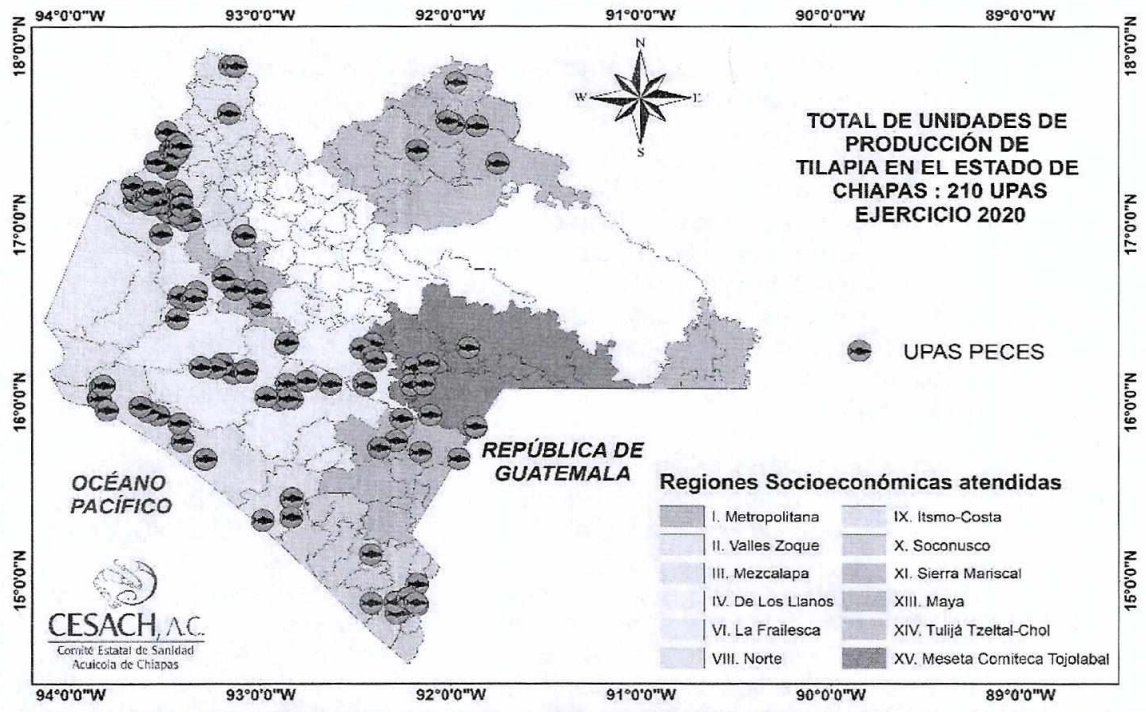 94°0'0"W 93°0'0"W 92°0'0"W 91°0'0"W 90°0'0"W 89°0'0"W
18°0'0"N
17°0'0"N
16°0'0"N
15°0'0"N
N
W E
S
TOTAL DE UNIDADES DE
PRODUCCIÓN DE
TILAPIA EN EL ESTADO DE
CHIAPAS : 210 UPAS
EJERCICIO 2020
UPAS PECES
REPÚBLICA DE
GUATEMALA
OCÉANO
PACÍFICO
Regiones Socioeconómicas atendidas
I. Metropolitana
II. Valles Zoque
III. Mezcalapa
IV. De Los Llanos
VI. La Frailesca
VIII. Norte
IX. Itsmo-Costa
X. Soconusco
XI. Sierra Mariscal
XIII. Maya
XIV. Tulijá Tzeltal-Chol
XV. Meseta Comiteca Tojolabal
CESACH, A.C.
Comité Estatal de Sanidad
Acuícola de Chiapas
18°0'0"N
17°0'0"N
16°0'0"N
15°0'0"N
94°0'0"W 93°0'0"W 92°0'0"W 91°0'0"W 90°0'0"W 89°0'0"W